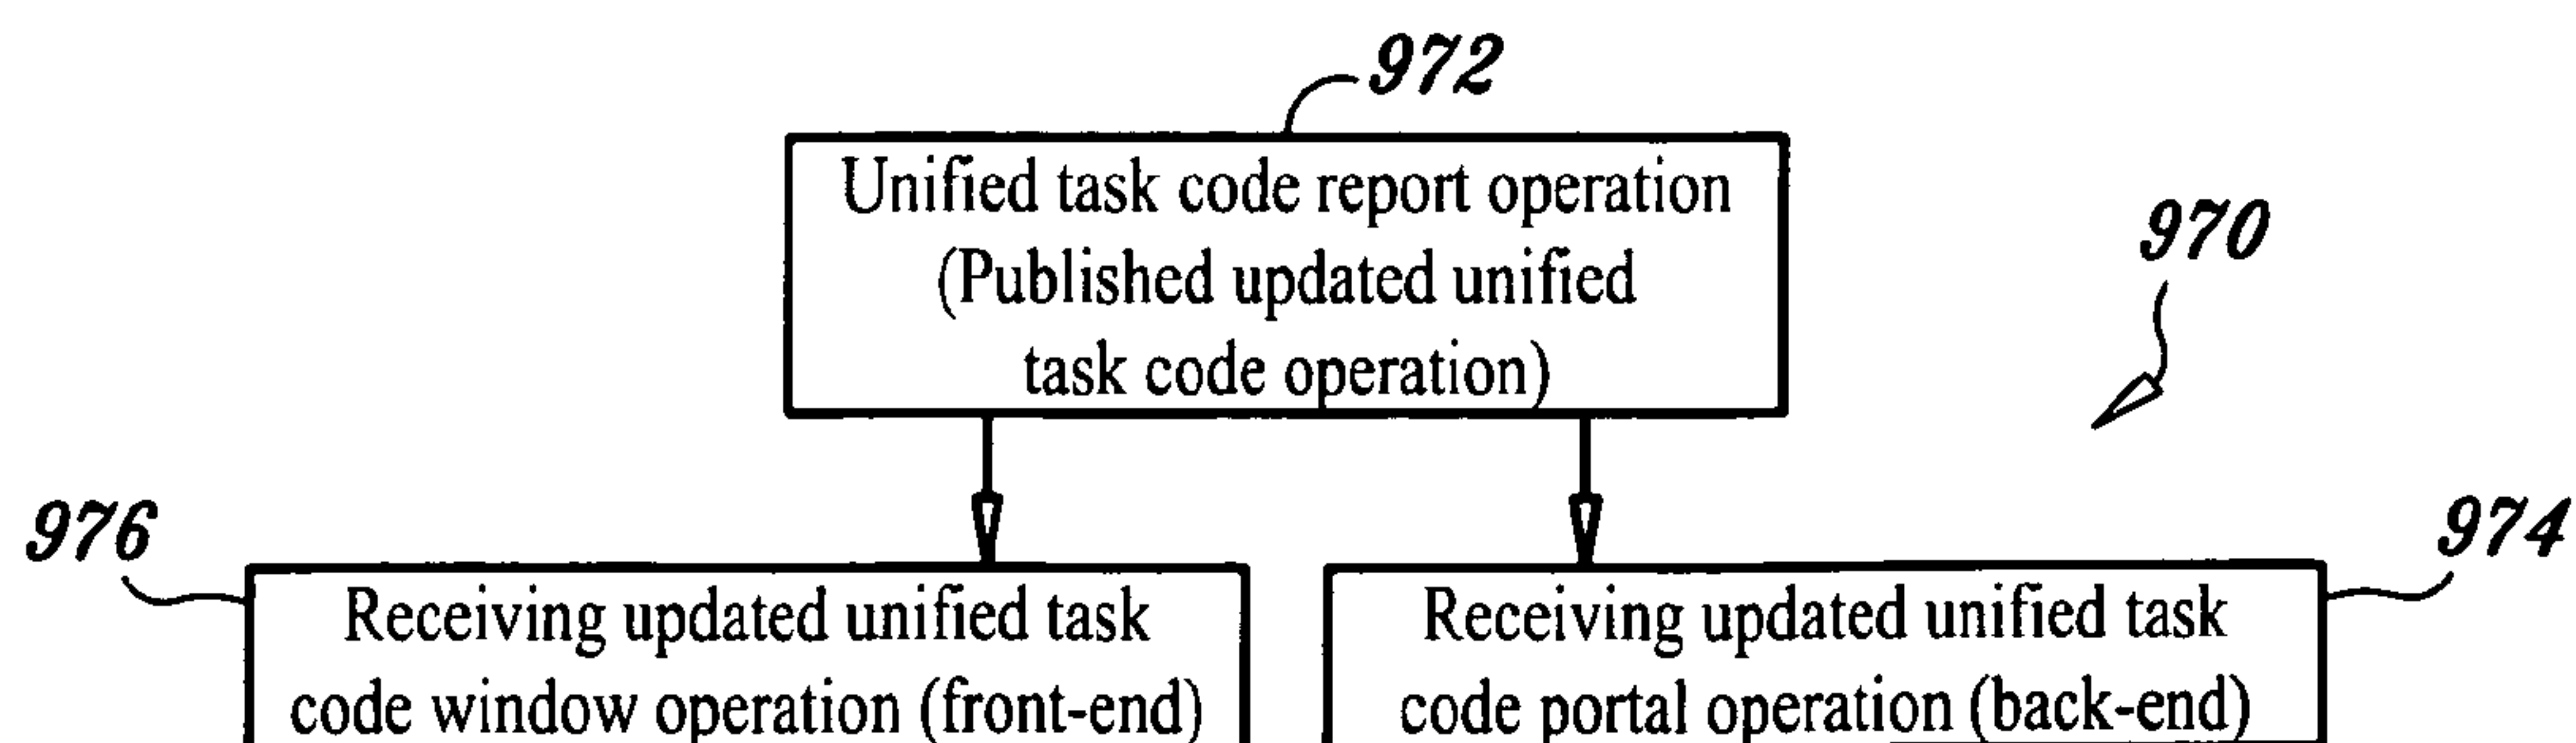 972
Unified task code report operation
(Published updated unified
task code operation)
970
976
974
Receiving updated unified task
code window operation (front-end)
Receiving updated unified task
code portal operation (back-end)